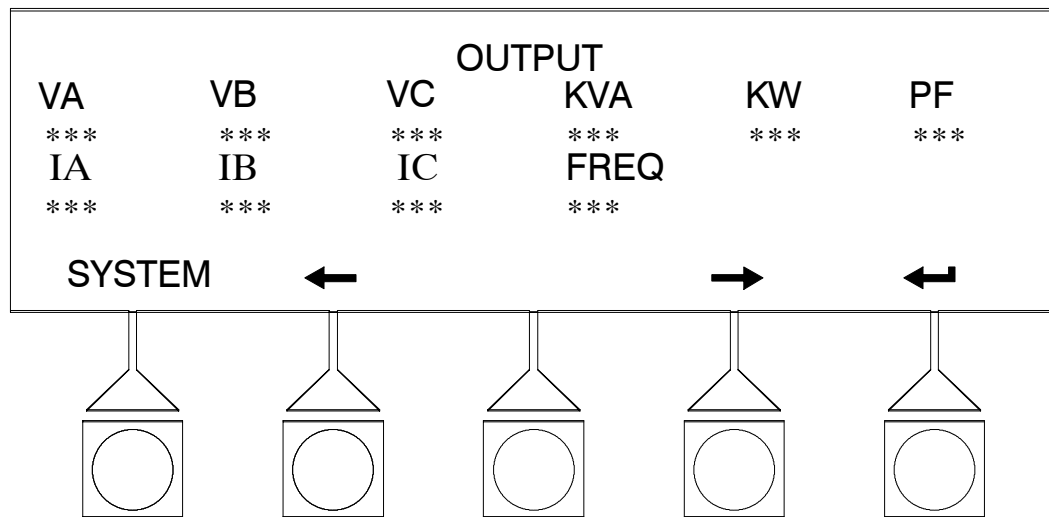 OUTPUT
VA VB VC KVA KW PF
*** *** *** *** *** ***
IA IB IC FREQ
*** *** *** ***
SYSTEM ← → ↵